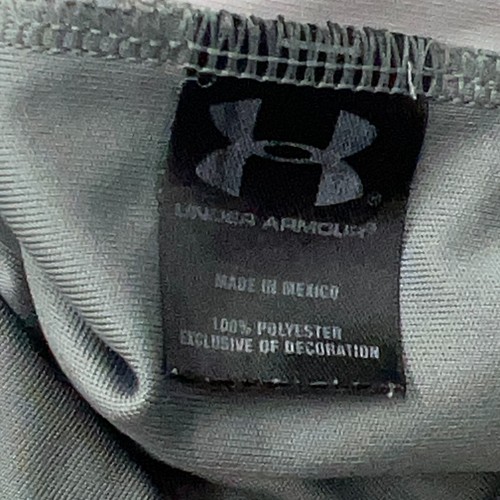 UNDER ARMOUR®
MADE IN MEXICO
100% POLYESTER
EXCLUSIVE OF DECORATION